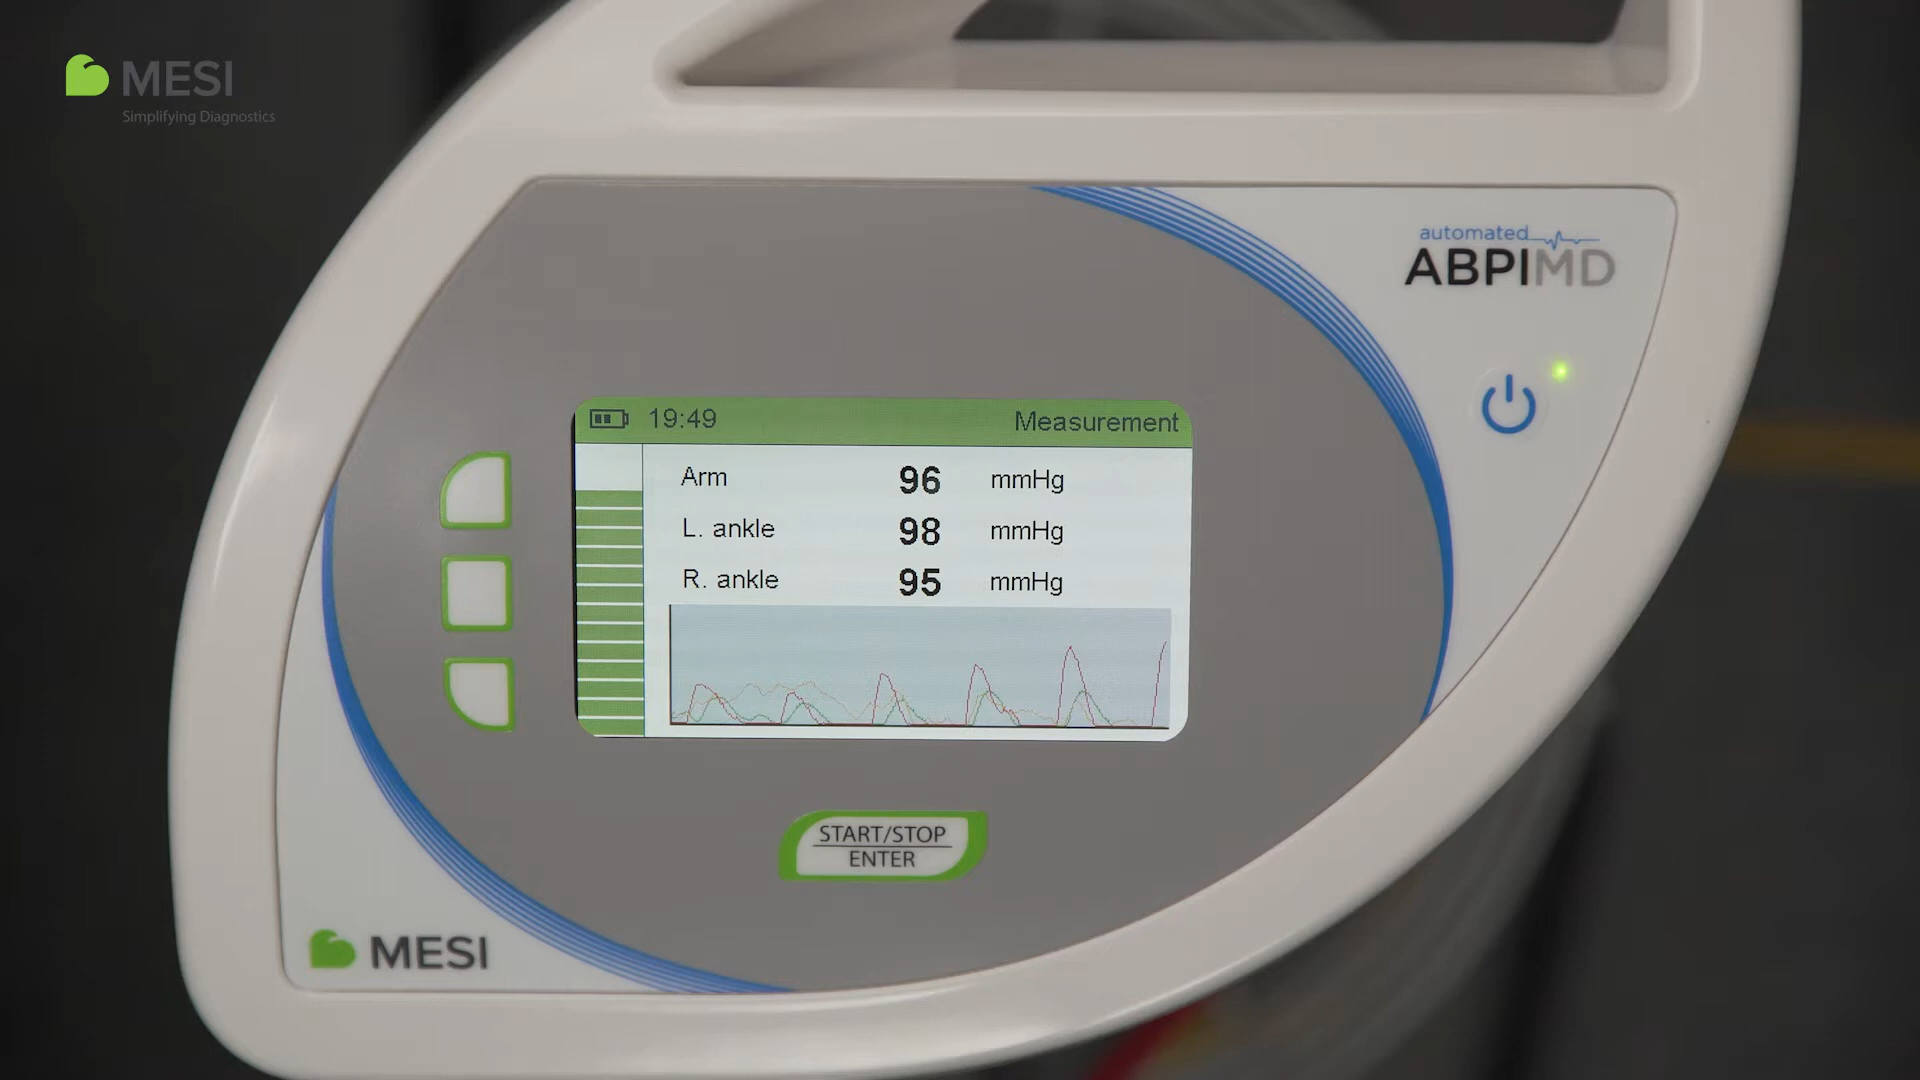 MESI
Simplifying Diagnostics
automated
ABPIMD
19:49 Measurement
Arm 96 mmHg
L. ankle 98 mmHg
R. ankle 95 mmHg
START/STOP
ENTER
MESI